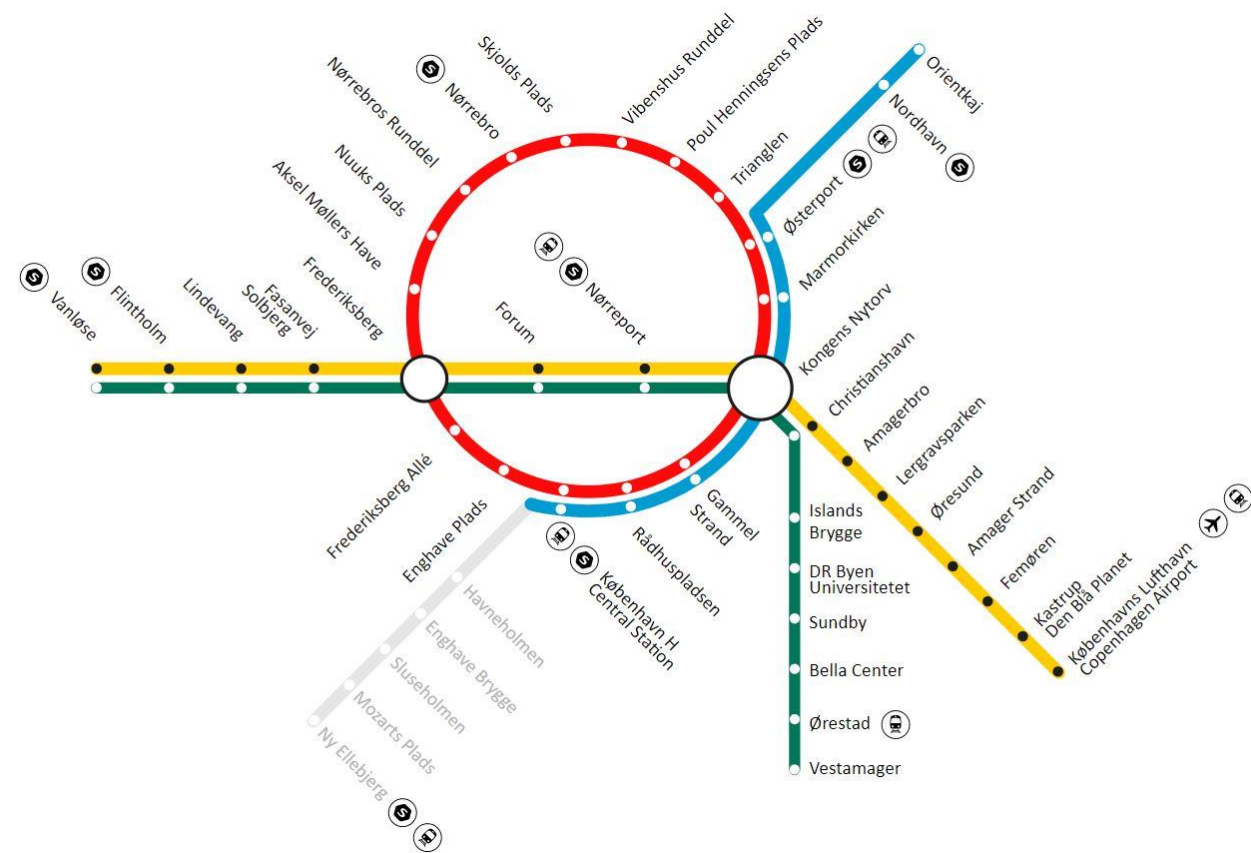 Skjolds Plads
Vibenshus Runddel
Poul Henningsens Plads
Nørrebro
Nørrebros Runddel
Trianglen
Orientkaj
Nordhavn
Nuuks Plads
Aksel Møllers Have
Østerport
Marmorkirken
Vanløse
Flintholm
Lindevang
Fasanvej
Solbjerg
Frederiksberg
Forum
Nørreport
Kongens Nytorv
Christianshavn
Amagerbro
Lergravsparken
Øresund
Amager Strand
Femøren
Kastrup
Den Blå Planet
Københavns Lufthavn
Copenhagen Airport
Frederiksberg Allé
Enghave Plads
København H
Central Station
Rådhuspladsen
Gammel
Strand
Islands
Brygge
DR Byen
Universitetet
Sundby
Bella Center
Ørestad
Vestamager
Havneholmen
Enghave Brygge
Sluseholmen
Mozarts Plads
Ny Ellebjerg
S
S
S
S
S
S
S
S